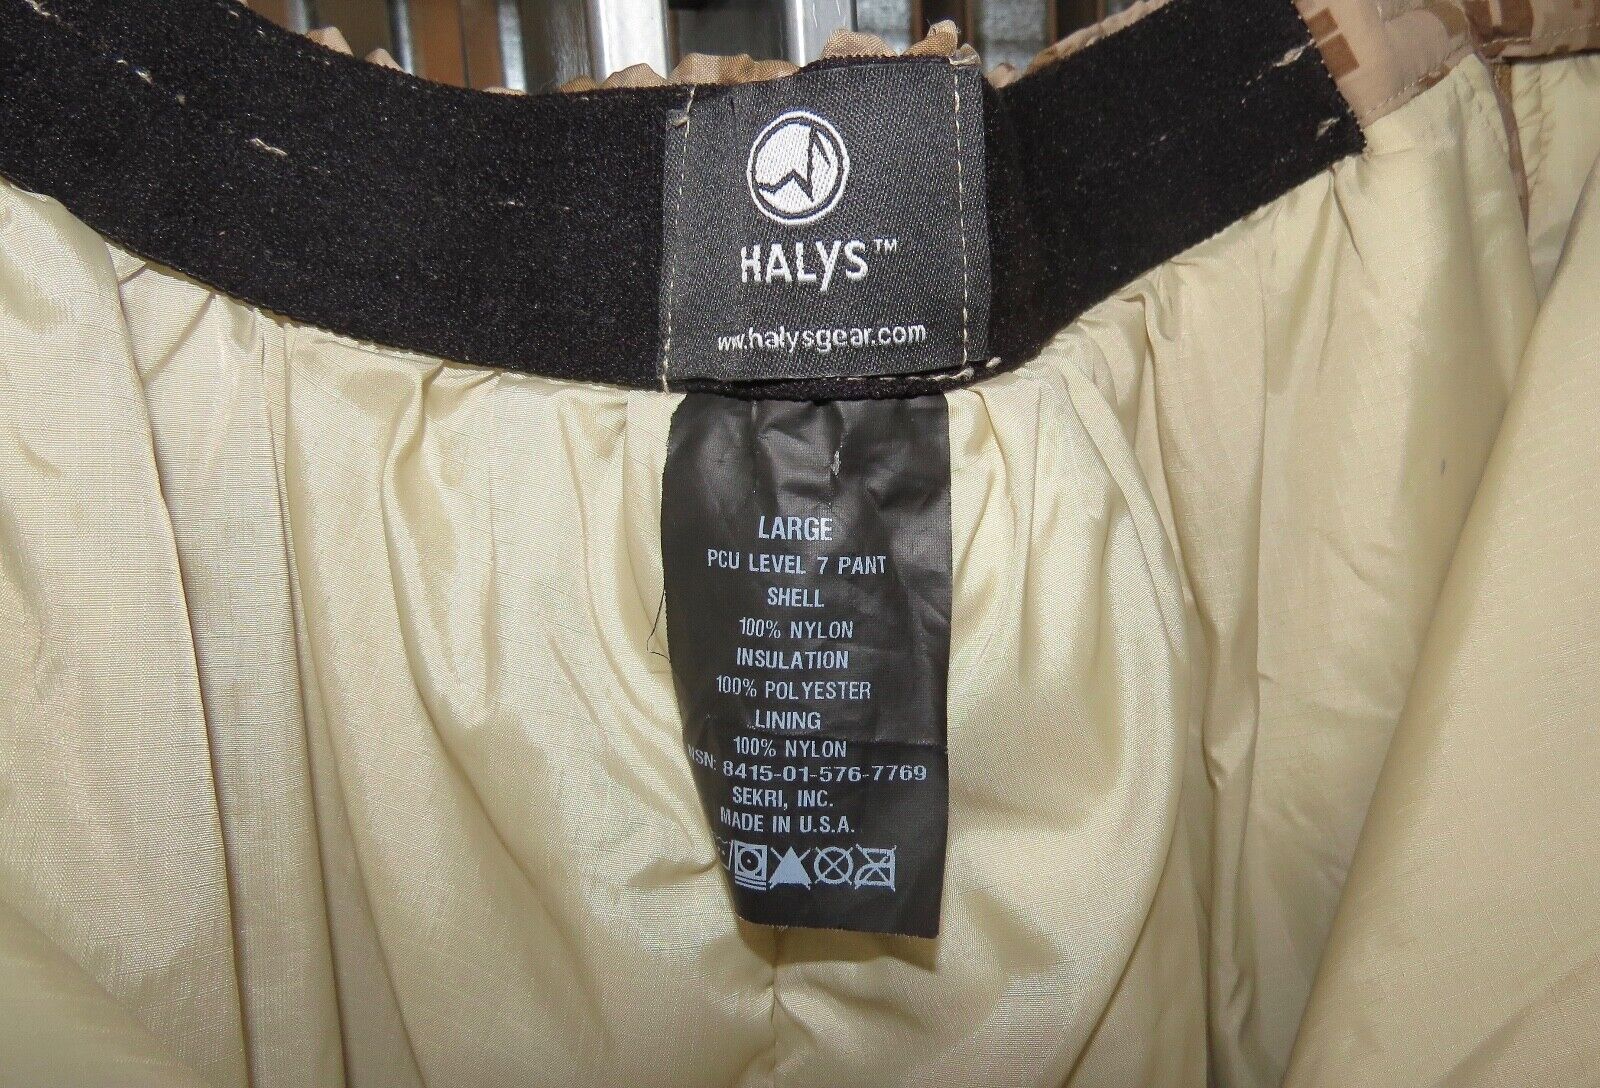 HALYS™
www.halysgear.com
LARGE
PCU LEVEL 7 PANT
SHELL
100% NYLON
INSULATION
100% POLYESTER
LINING
100% NYLON
NSN: 8415-01-576-7769
SEKRI, INC.
MADE IN U.S.A.